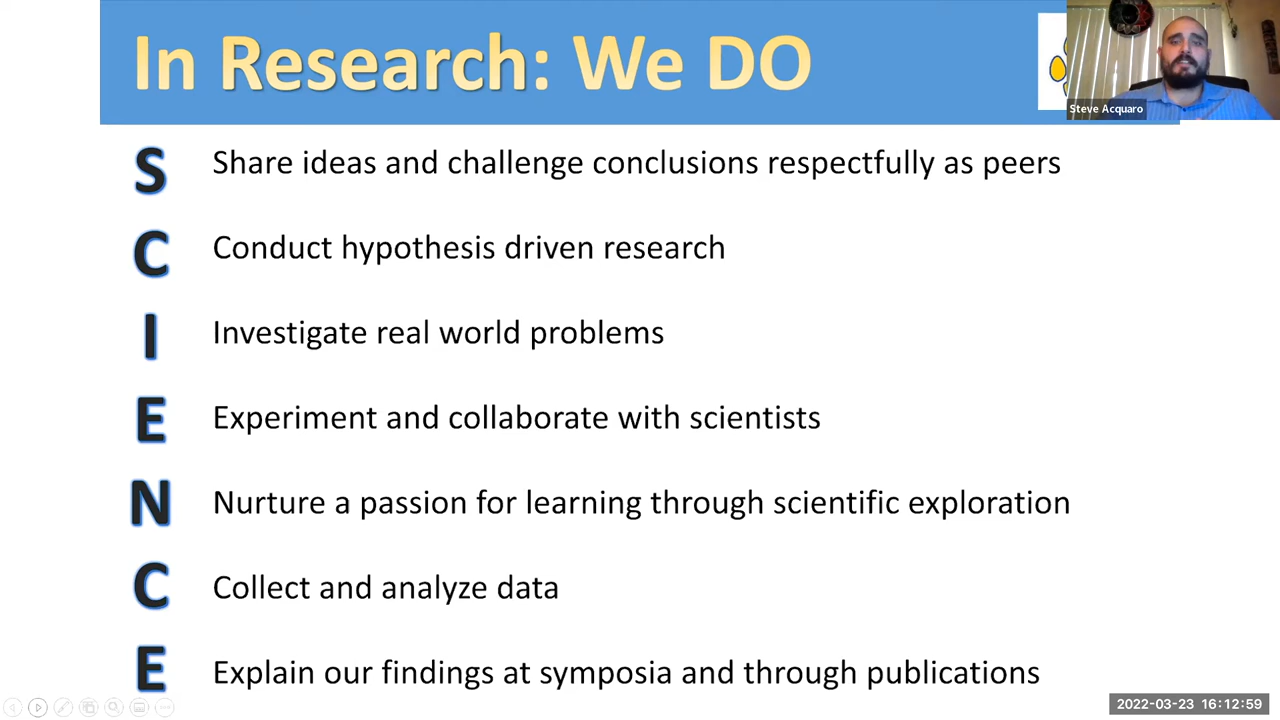 In Research: We DO
Steve Acquaro
S Share ideas and challenge conclusions respectfully as peers
C Conduct hypothesis driven research
I Investigate real world problems
E Experiment and collaborate with scientists
N Nurture a passion for learning through scientific exploration
C Collect and analyze data
E Explain our findings at symposia and through publications
2022-03-23 16:12:59